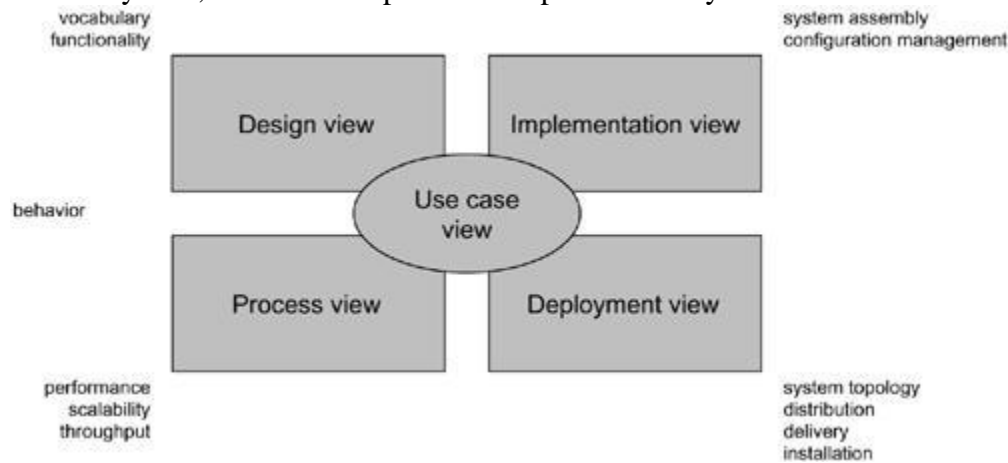 vocabulary
functionality
system assembly
configuration management
Design view
Implementation view
Use case
view
behavior
Process view
Deployment view
performance
scalability
throughput
system topology
distribution
delivery
installation